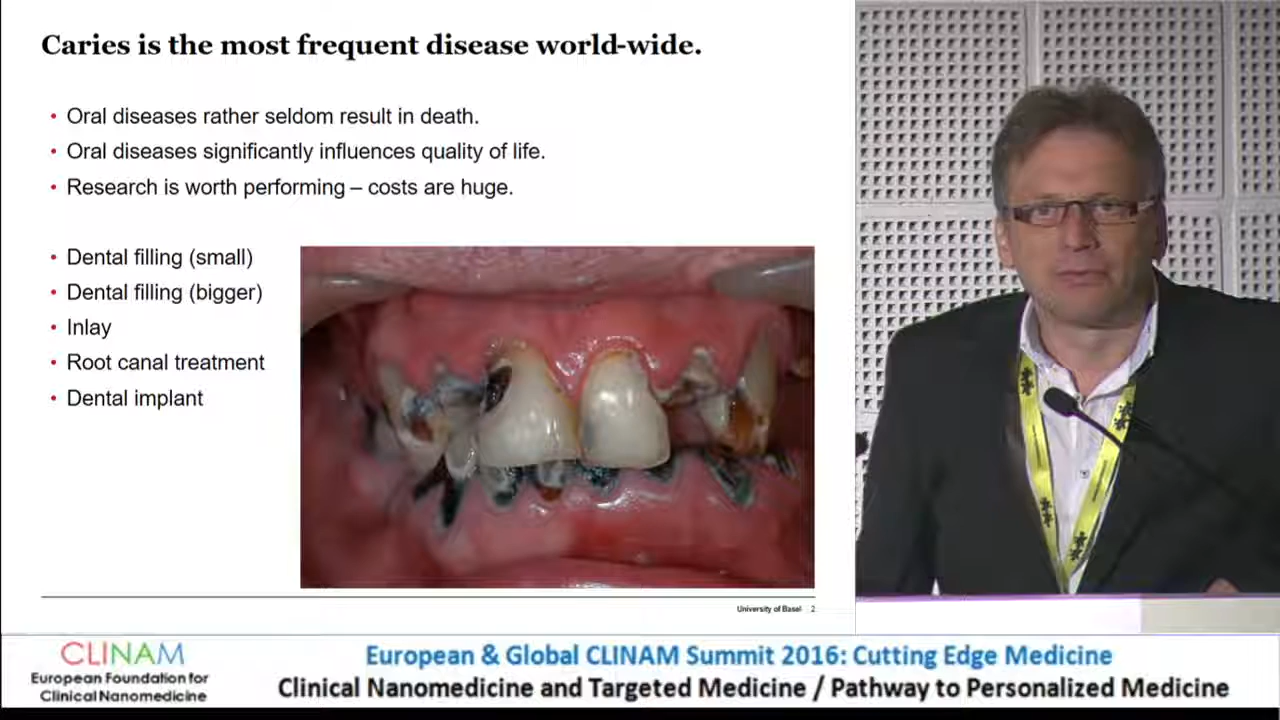 Caries is the most frequent disease world-wide.
• Oral diseases rather seldom result in death.
• Oral diseases significantly influences quality of life.
• Research is worth performing – costs are huge.
• Dental filling (small)
• Dental filling (bigger)
• Inlay
• Root canal treatment
• Dental implant
University of Basel 2
CLINAM
European Foundation for
Clinical Nanomedicine
European & Global CLINAM Summit 2016: Cutting Edge Medicine
Clinical Nanomedicine and Targeted Medicine / Pathway to Personalized Medicine